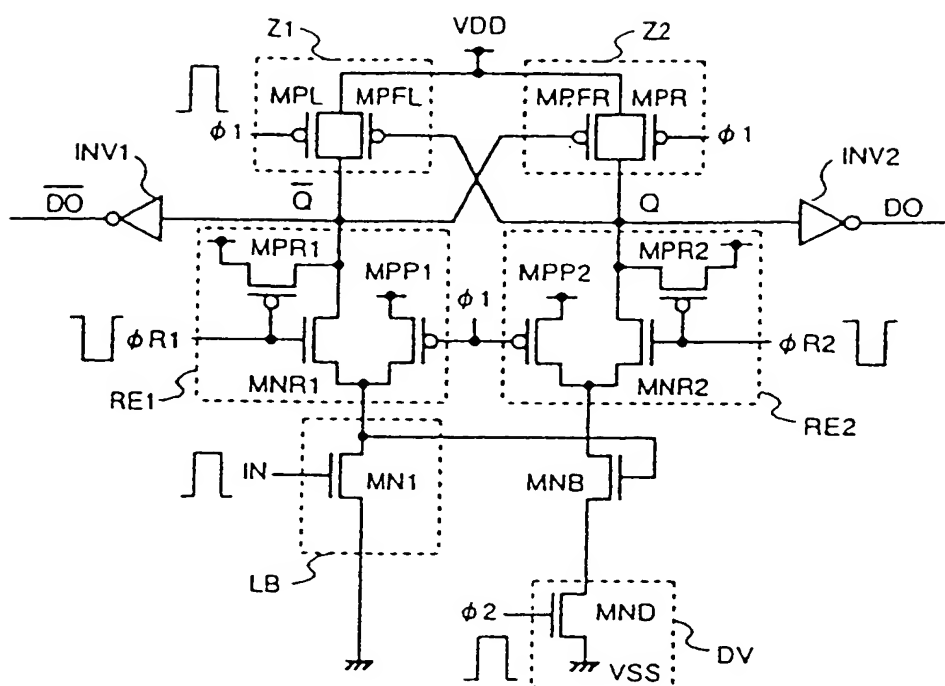 Z1 VDD Z2
MPL MPFL MPFR MPR
φ1 φ1
INV1 INV2
DO Q̅ Q DO
MPR1 MPP1 φ1 MPP2 MPR2
φR1 φR2
MNR1 MNR2
RE1 RE2
IN MN1 MNB
LB
φ2 MND
DV
VSS